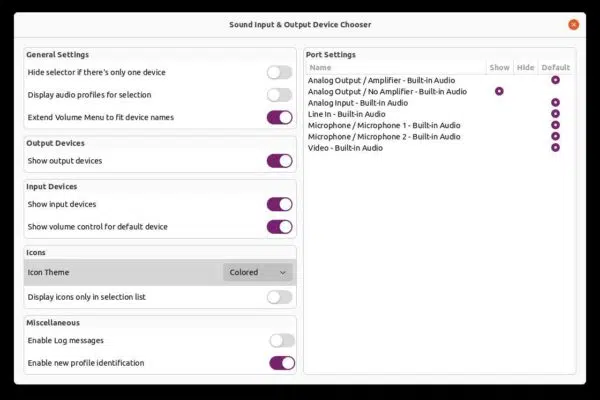 Sound Input & Output Device Chooser
General Settings
Hide selector if there's only one device
Display audio profiles for selection
Extend Volume Menu to fit device names
Output Devices
Show output devices
Input Devices
Show input devices
Show volume control for default device
Icons
Icon Theme Colored
Display icons only in selection list
Miscellaneous
Enable Log messages
Enable new profile identification
Port Settings
Name Show Hide Default
Analog Output / Amplifier - Built-in Audio
Analog Output / No Amplifier - Built-in Audio
Analog Input - Built-in Audio
Line In - Built-in Audio
Microphone / Microphone 1 - Built-in Audio
Microphone / Microphone 2 - Built-in Audio
Video - Built-in Audio